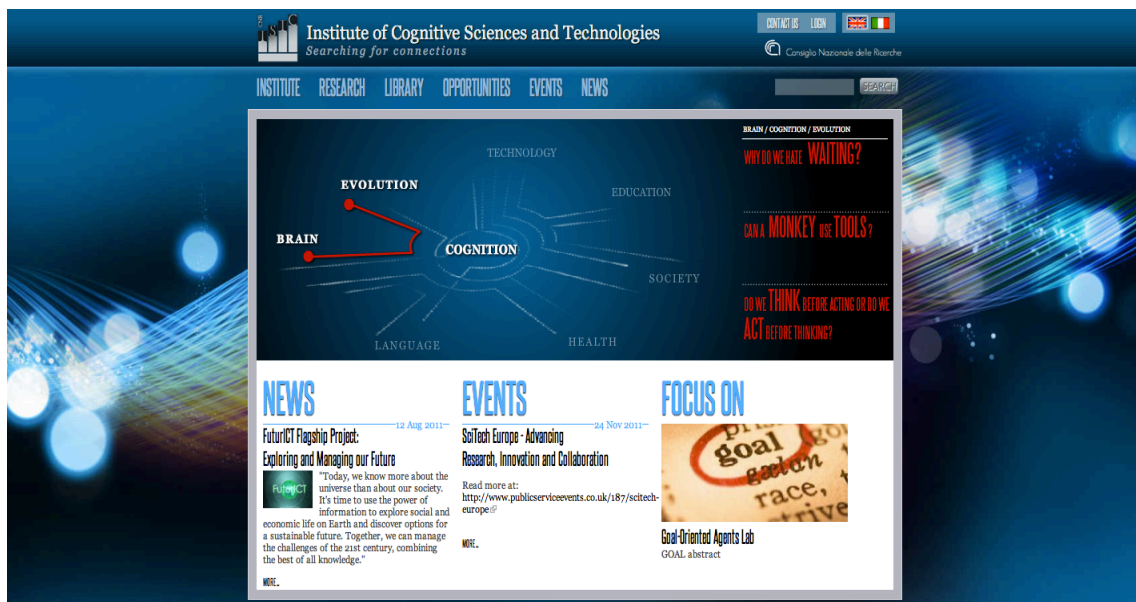 ISTC
Institute of Cognitive Sciences and Technologies
Searching for connections
CONTACT US LOGIN
Consiglio Nazionale delle Ricerche
INSTITUTE RESEARCH LIBRARY OPPORTUNITIES EVENTS NEWS
SEARCH
TECHNOLOGY
EVOLUTION
EDUCATION
BRAIN
COGNITION
SOCIETY
LANGUAGE
HEALTH
BRAIN / COGNITION / EVOLUTION
WHY DO WE HATE WAITING?
CAN A MONKEY USE TOOLS ?
DO WE THINK BEFORE ACTING OR DO WE
ACT BEFORE THINKING?
NEWS
12 Aug 2011
FuturICT Flagship Project:
Exploring and Managing our Future
FuturICT
"Today, we know more about the
universe than about our society.
It's time to use the power of
information to explore social and
economic life on Earth and discover options for
a sustainable future. Together, we can manage
the challenges of the 21st century, combining
the best of all knowledge."
MORE...
EVENTS
24 Nov 2011
SciTech Europe - Advancing
Research, Innovation and Collaboration
Read more at:
http://www.publicserviceevents.co.uk/187/scitech-
europe
MORE...
FOCUS ON
goal
race,
strive
Goal-Oriented Agents Lab
GOAL abstract